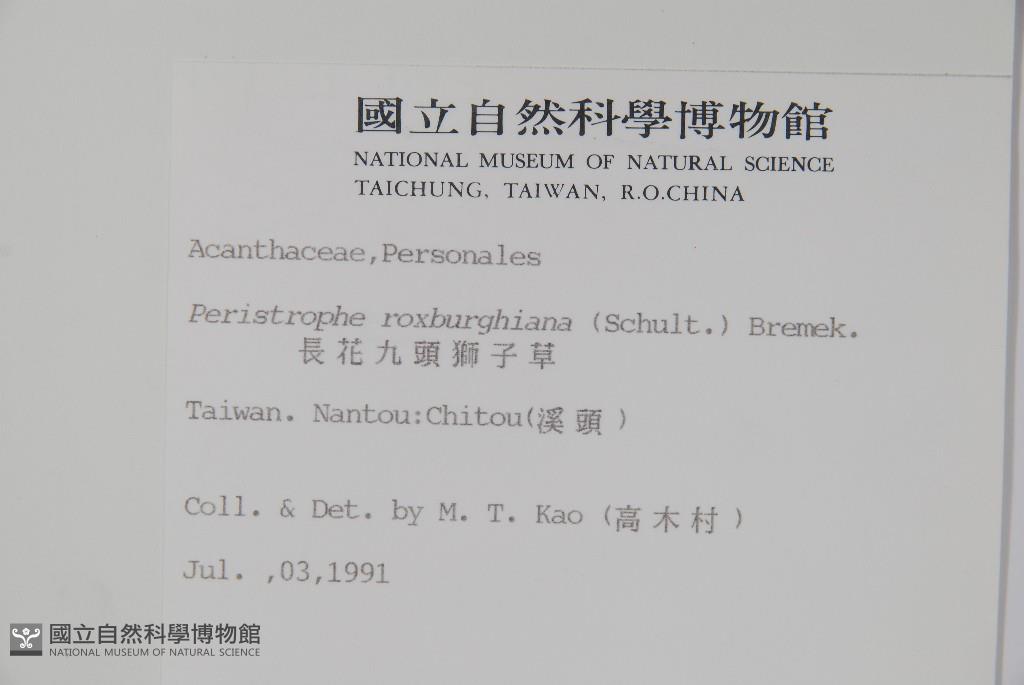 國立自然科學博物館
NATIONAL MUSEUM OF NATURAL SCIENCE
TAICHUNG, TAIWAN, R.O.CHINA
Acanthaceae,Personales
Peristrophe roxburghiana (Schult.) Bremek.
長花九頭獅子草
Taiwan. Nantou:Chitou(溪頭)
Coll. & Det. by M. T. Kao (高木村)
Jul. ,03,1991
國立自然科學博物館
NATIONAL MUSEUM OF NATURAL SCIENCE